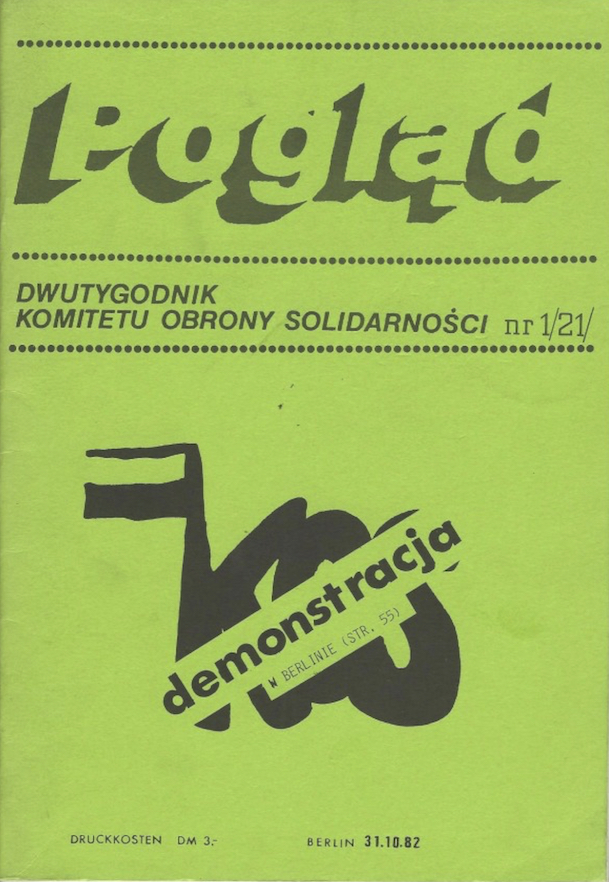 Pogląd
DWUTYGODNIK
KOMITETU OBRONY SOLIDARNOŚCI nr 1/21/
demonstracja
W BERLINIE (STR. 55)
DRUCKKOSTEN DM 3,- BERLIN 31.10.82